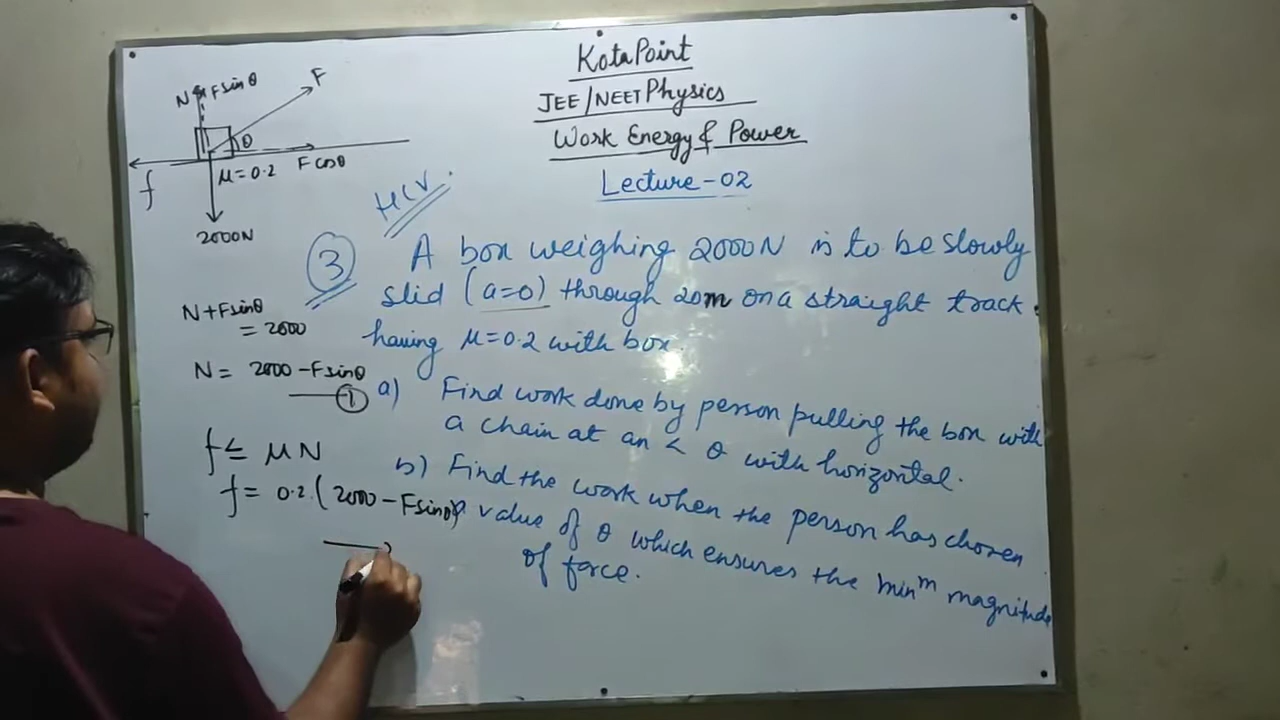 KotaPoint
JEE/NEET Physics
Work Energy & Power
Lecture-02
N+Fsinθ
F
θ
f
μ=0.2
Fcosθ
2000N
HCV.
3
A box weighing 2000N is to be slowly
slid (a=0) through 20m on a straight track
having μ=0.2 with box.
a) Find work done by person pulling the box with
a chain at an < θ with horizontal.
b) Find the work when the person has chosen
a value of θ which ensures the minᵐ magnitude
of force.
N+Fsinθ
= 2000
N= 2000-Fsinθ
1
f≤ μN
f= 0.2(2000-Fsinθ)